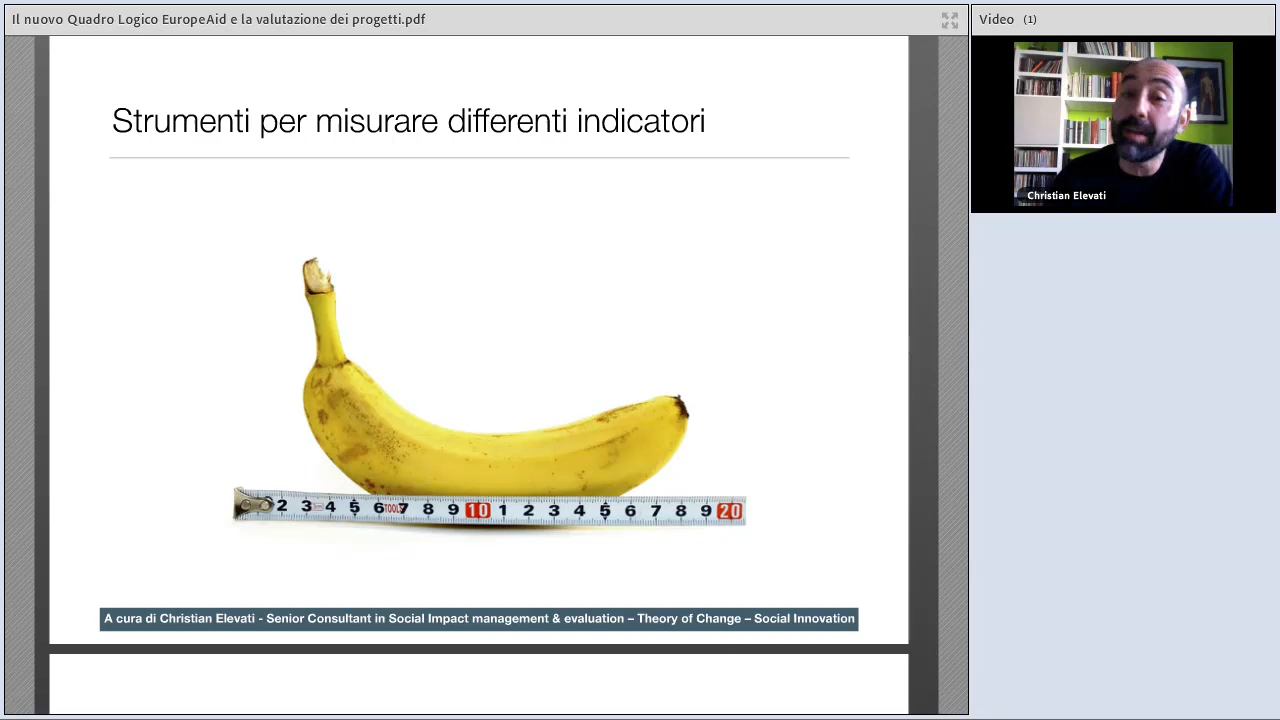 Il nuovo Quadro Logico EuropeAid e la valutazione dei progetti.pdf
Video (1)
Christian Elevati
Strumenti per misurare differenti indicatori
2 3 4 5 6 TOOLS 7 8 9 10 1 2 3 4 5 6 7 8 9 20
A cura di Christian Elevati - Senior Consultant in Social Impact management & evaluation – Theory of Change – Social Innovation